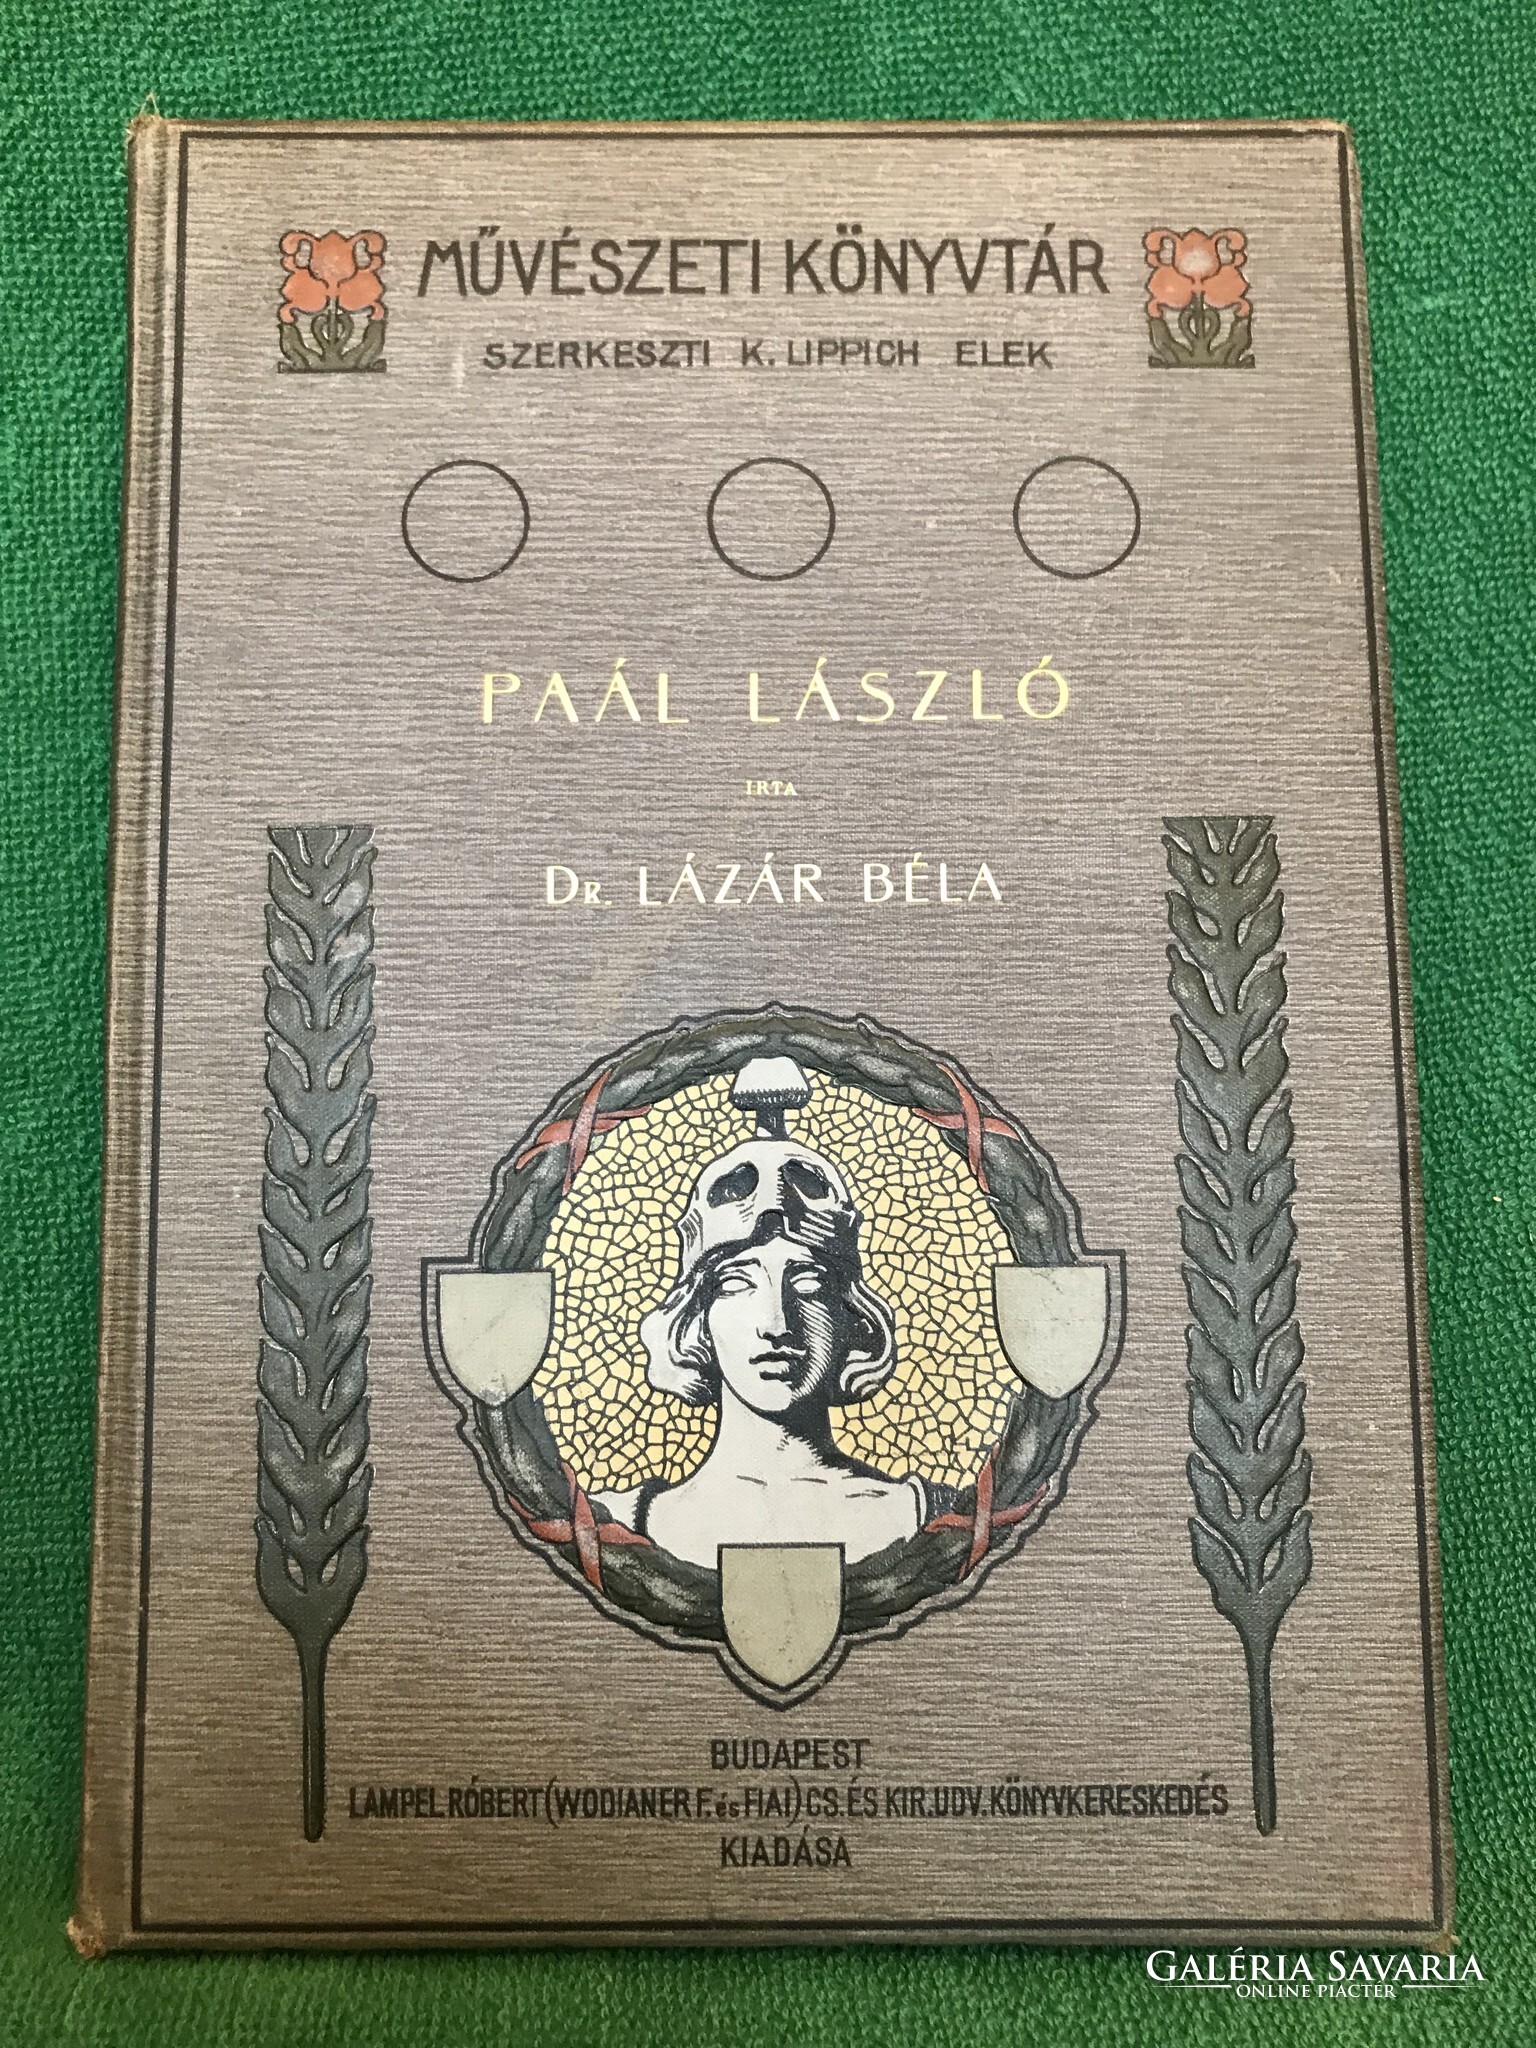 MŰVÉSZETI KÖNYVTÁR
SZERKESZTI K. LIPPICH ELEK
PAÁL LÁSZLÓ
IRTA
DR. LÁZÁR BÉLA
BUDAPEST
LAMPEL RÓBERT (WODIANER F. és FIAI) CS. ÉS KIR. UDV. KÖNYVKERESKEDÉS
KIADÁSA
GALÉRIA SAVARIA
ONLINE PIACTÉR